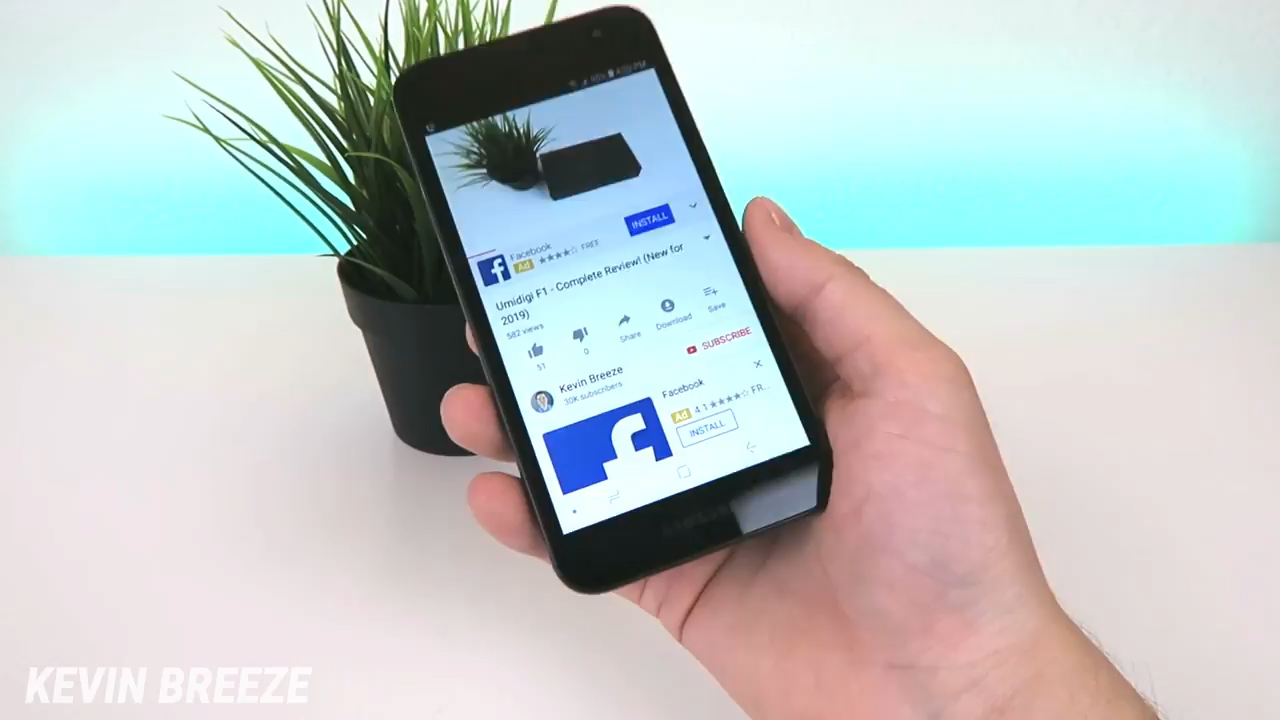 INSTALL
Facebook
Ad ★★★★☆ FREE
Umidigi F1 - Complete Review! (New for
2019)
582 views
51
0
Share
Download
Save
Kevin Breeze
30K subscribers
SUBSCRIBE
Facebook
Ad 4.1 ★★★★☆ FR...
INSTALL
KEVIN BREEZE